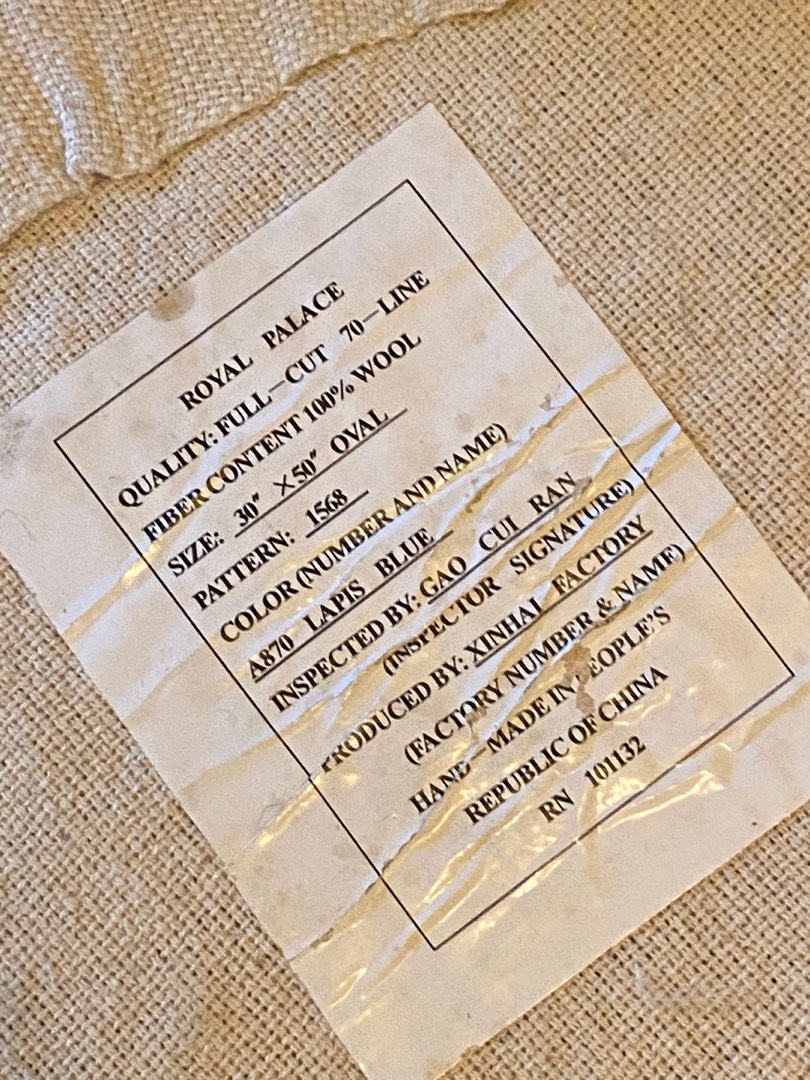 ROYAL PALACE
QUALITY: FULL-CUT 70-LINE
FIBER CONTENT 100% WOOL
SIZE: 30" ×50" OVAL
PATTERN: 1568
COLOR (NUMBER AND NAME)
A870 LAPIS BLUE
INSPECTED BY: GAO CUI RAN
(INSPECTOR SIGNATURE)
PRODUCED BY: XINHAI FACTORY
(FACTORY NUMBER & NAME)
HAND-MADE IN PEOPLE'S
REPUBLIC OF CHINA
RN 101132